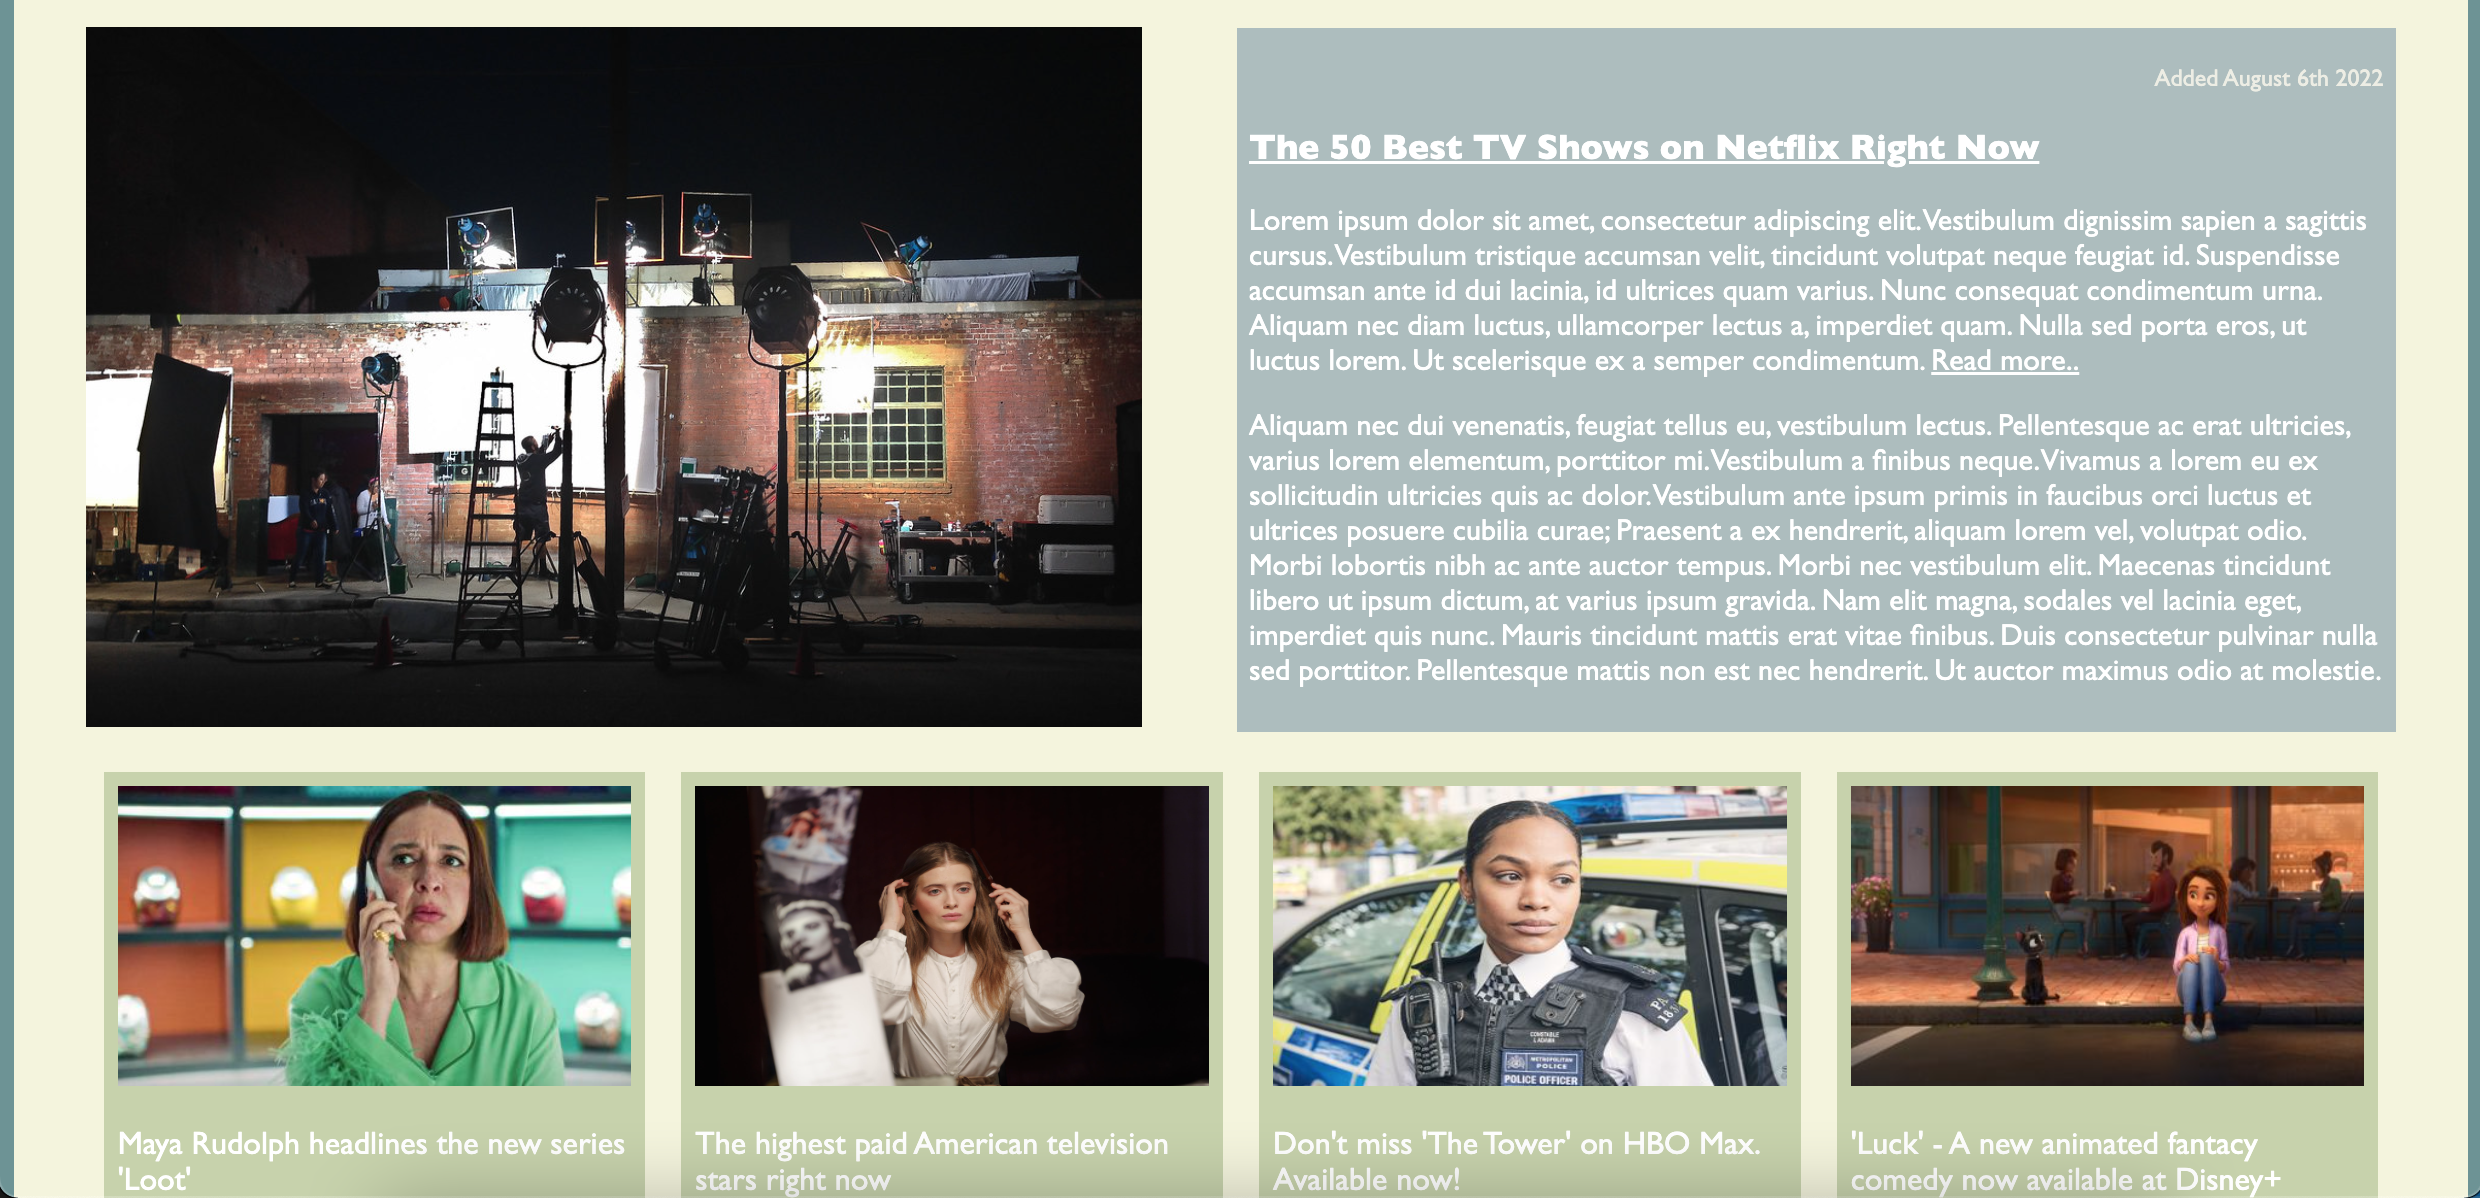 Added August 6th 2022
The 50 Best TV Shows on Netflix Right Now
Lorem ipsum dolor sit amet, consectetur adipiscing elit. Vestibulum dignissim sapien a sagittis
cursus. Vestibulum tristique accumsan velit, tincidunt volutpat neque feugiat id. Suspendisse
accumsan ante id dui lacinia, id ultrices quam varius. Nunc consequat condimentum urna.
Aliquam nec diam luctus, ullamcorper lectus a, imperdiet quam. Nulla sed porta eros, ut
luctus lorem. Ut scelerisque ex a semper condimentum. Read more..
Aliquam nec dui venenatis, feugiat tellus eu, vestibulum lectus. Pellentesque ac erat ultricies,
varius lorem elementum, porttitor mi. Vestibulum a finibus neque. Vivamus a lorem eu ex
sollicitudin ultricies quis ac dolor. Vestibulum ante ipsum primis in faucibus orci luctus et
ultrices posuere cubilia curae; Praesent a ex hendrerit, aliquam lorem vel, volutpat odio.
Morbi lobortis nibh ac ante auctor tempus. Morbi nec vestibulum elit. Maecenas tincidunt
libero ut ipsum dictum, at varius ipsum gravida. Nam elit magna, sodales vel lacinia eget,
imperdiet quis nunc. Mauris tincidunt mattis erat vitae finibus. Duis consectetur pulvinar nulla
sed porttitor. Pellentesque mattis non est nec hendrerit. Ut auctor maximus odio at molestie.
PA
183
CONSTABLE
METROPOLITAN
POLICE
POLICE OFFICER
Maya Rudolph headlines the new series
'Loot'
The highest paid American television
stars right now
Don't miss 'The Tower' on HBO Max.
Available now!
'Luck' - A new animated fantacy
comedy now available at Disney+